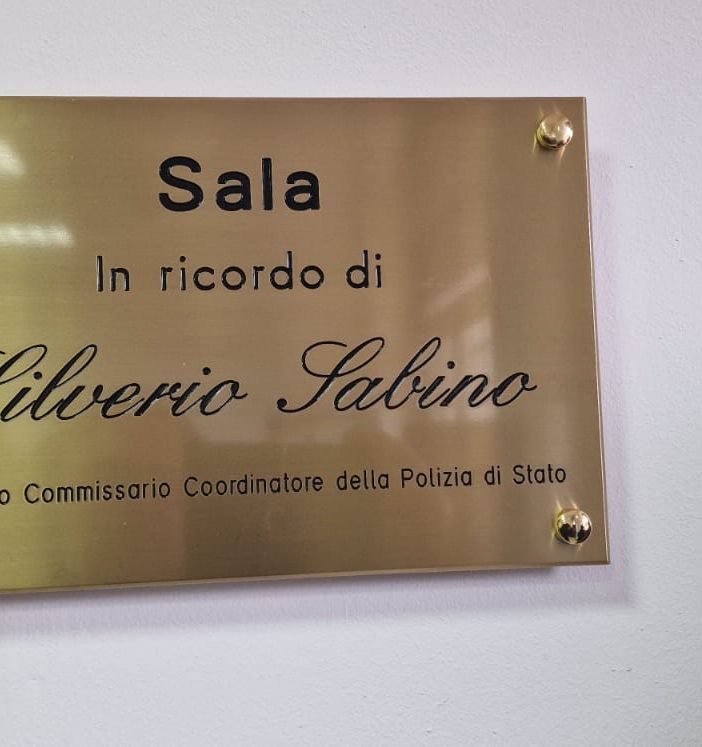 Sala
In ricordo di
Silverio Sabino
o Commissario Coordinatore della Polizia di Stato